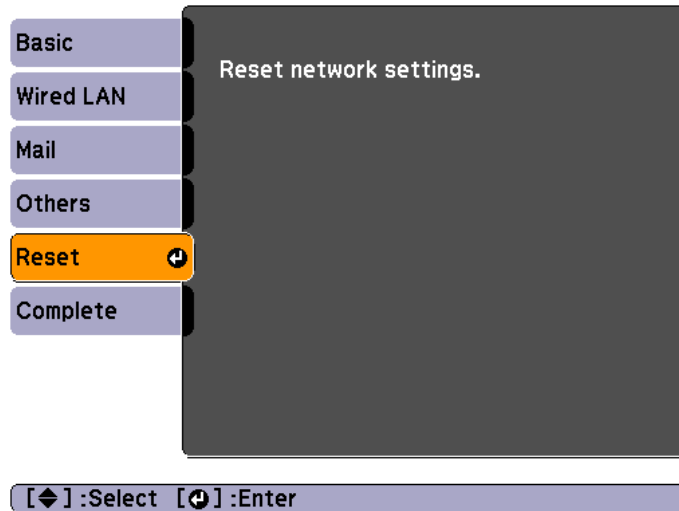 Basic
Reset network settings.
Wired LAN
Mail
Others
Reset
Complete
[◆]:Select [↵]:Enter